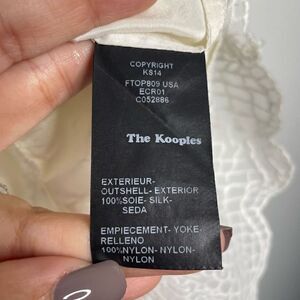 COPYRIGHT
KS14
FTOP809 USA
ECR01
C052886
The Kooples
EXTERIEUR-
OUTSHELL-EXTERIOR
100%SOIE- SILK-
SEDA
EMPIECEMENT- YOKE-
RELLENO
100%NYLON- NYLON-
NYLON